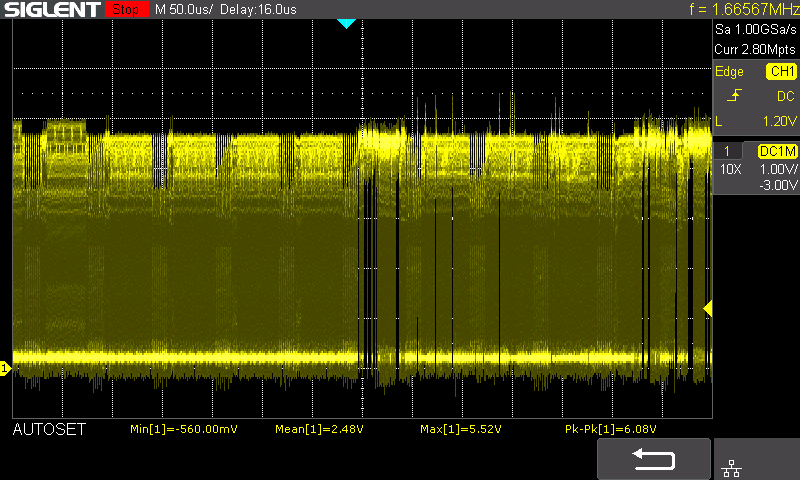 SIGLENT Stop M 50.0us/ Delay:16.0us f = 1.66567MHz
Sa 1.00GSa/s
Curr 2.80Mpts
Edge CH1
DC
L 1.20V
1 DC1M
10X 1.00V/
-3.00V
1
AUTOSET Min[1]=-560.00mV Mean[1]=2.48V Max[1]=5.52V Pk-Pk[1]=6.08V